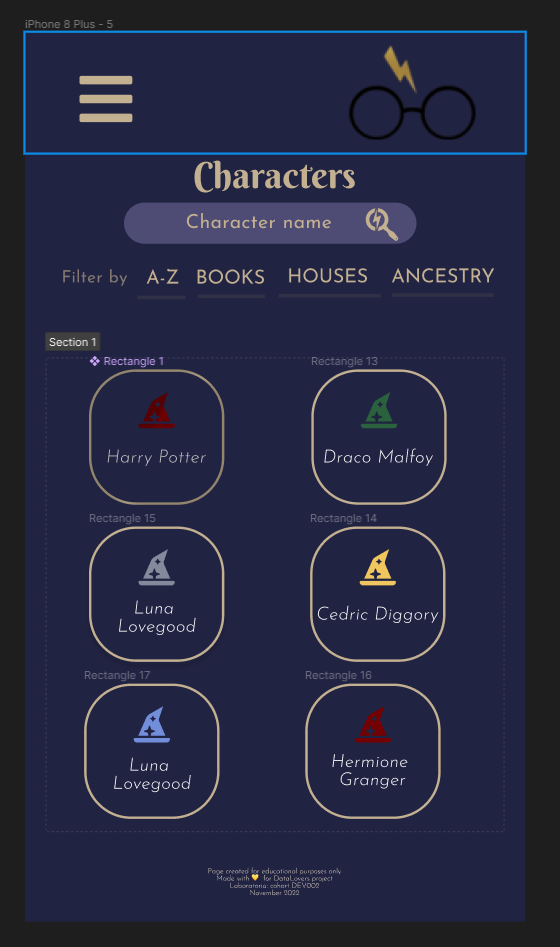 iPhone 8 Plus - 5
Characters
Character name
Filter by A-Z BOOKS HOUSES ANCESTRY
Section 1
Rectangle 1 Rectangle 13
Harry Potter Draco Malfoy
Rectangle 15 Rectangle 14
Luna
Lovegood
Cedric Diggory
Rectangle 17 Rectangle 16
Luna
Lovegood
Hermione
Granger
Page created for educational purposes only
Made with 💛 for DataLovers project
Laboratoria: cohort DEV002
November 2022